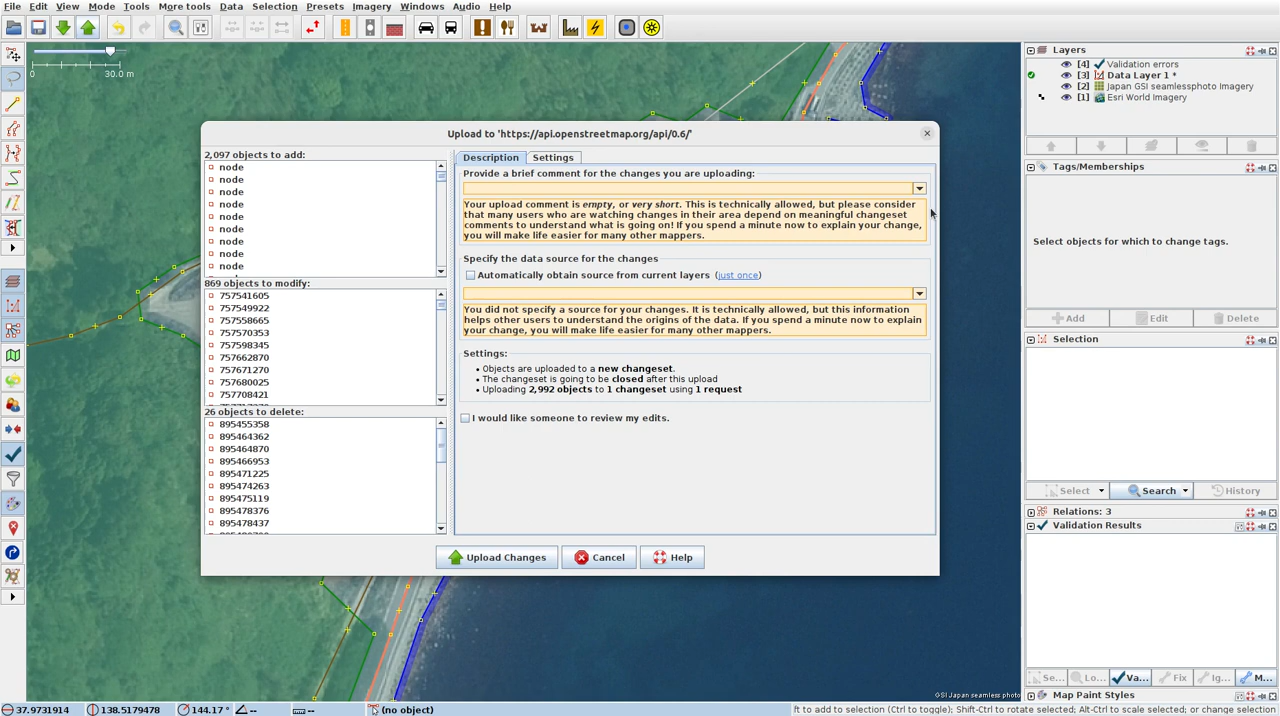 File Edit View Mode Tools More tools Data Selection Presets Imagery Windows Audio Help
0 30.0 m
Upload to 'https://api.openstreetmap.org/api/0.6/'
2,097 objects to add:
node
node
node
node
node
node
node
node
node
869 objects to modify:
757541605
757549922
757558665
757570353
757598345
757662870
757671270
757680025
757708421
26 objects to delete:
895455358
895464362
895464870
895466953
895471225
895474263
895475119
895478376
895478437
Description Settings
Provide a brief comment for the changes you are uploading:
Your upload comment is empty, or very short. This is technically allowed, but please consider
that many users who are watching changes in their area depend on meaningful changeset
comments to understand what is going on! If you spend a minute now to explain your change,
you will make life easier for many other mappers.
Specify the data source for the changes
Automatically obtain source from current layers (just once)
You did not specify a source for your changes. It is technically allowed, but this information
helps other users to understand the origins of the data. If you spend a minute now to explain
your change, you will make life easier for many other mappers.
Settings:
• Objects are uploaded to a new changeset.
• The changeset is going to be closed after this upload
• Uploading 2,992 objects to 1 changeset using 1 request
I would like someone to review my edits.
Upload Changes Cancel Help
Layers
[4] Validation errors
[3] Data Layer 1 *
[2] Japan GSI seamlessphoto Imagery
[1] Esri World Imagery
Tags/Memberships
Select objects for which to change tags.
Add Edit Delete
Selection
Select Search History
Relations: 3
Validation Results
Se... Lo... Va... Fix Ig... M...
Map Paint Styles
GSI Japan seamless photo
37.9731914 138.5179478 144.17 ° -- -- (no object)
ft to add to selection (Ctrl to toggle); Shift-Ctrl to rotate selected; Alt-Ctrl to scale selected; or change selection